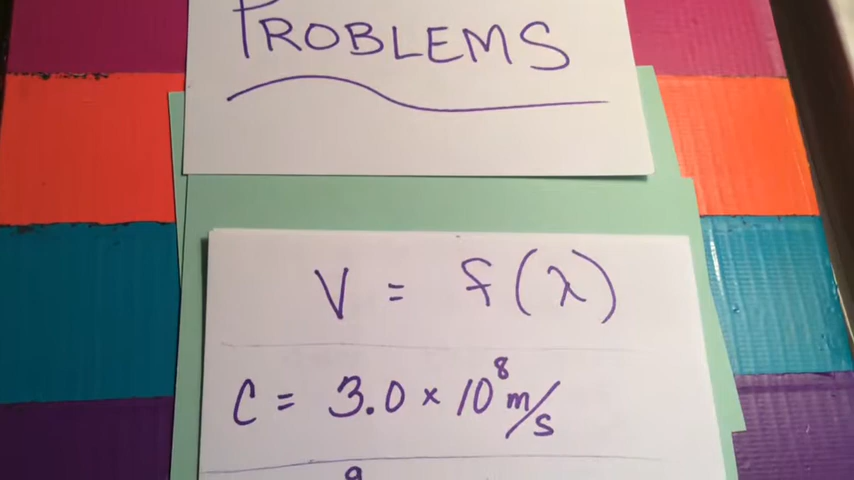 PROBLEMS
V = f(λ)
C = 3.0 × 10⁸ m/s